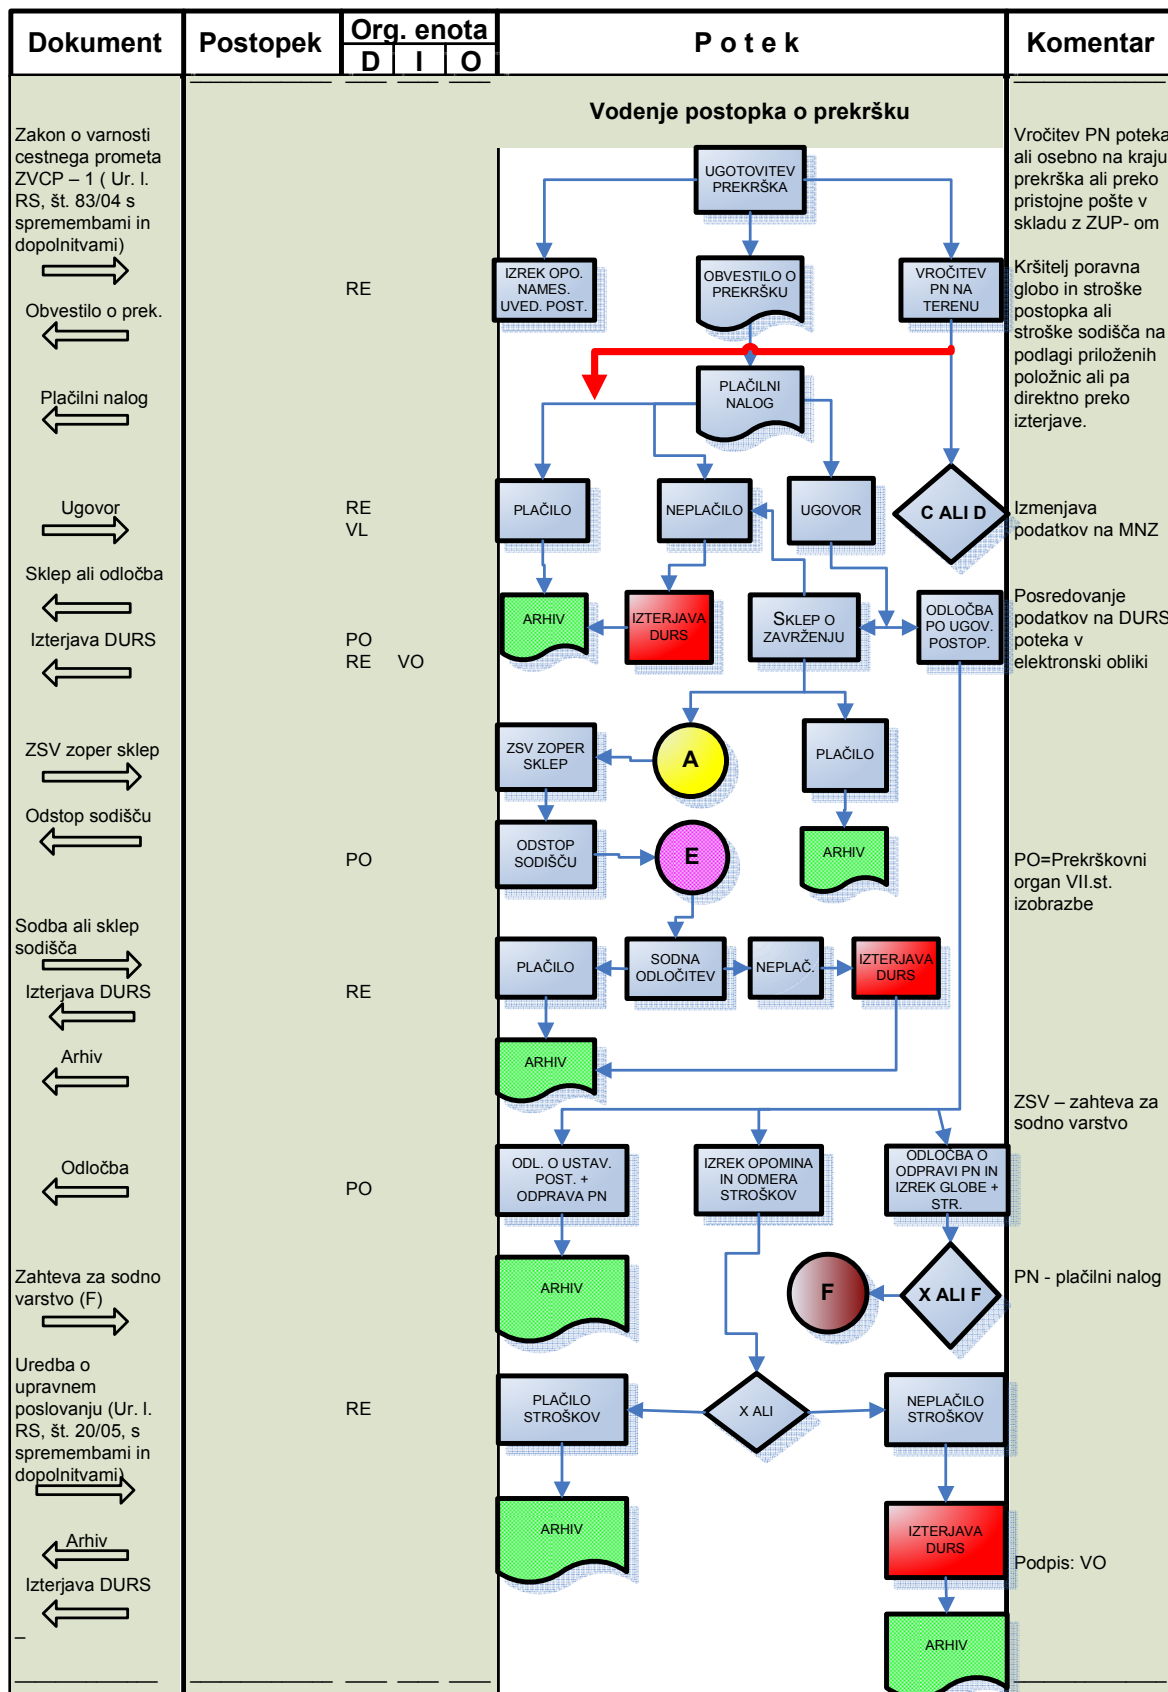 Dokument
Postopek
Org. enota
D I O
P o t e k
Komentar
Vodenje postopka o prekršku
Zakon o varnosti
cestnega prometa
ZVCP – 1 ( Ur. l.
RS, št. 83/04 s
spremembami in
dopolnitvami)
Obvestilo o prek.
Plačilni nalog
Ugovor
Sklep ali odločba
Izterjava DURS
ZSV zoper sklep
Odstop sodišču
Sodba ali sklep
sodišča
Izterjava DURS
Arhiv
Odločba
Zahteva za sodno
varstvo (F)
Uredba o
upravnem
poslovanju (Ur. l.
RS, št. 20/05, s
spremembami in
dopolnitvami)
Arhiv
Izterjava DURS
–
RE
RE
VL
PO
RE VO
PO
RE
PO
RE
UGOTOVITEV
PREKRŠKA
IZREK OPO.
NAMES.
UVED. POST.
OBVESTILO O
PREKRŠKU
VROČITEV
PN NA
TERENU
PLAČILNI
NALOG
PLAČILO
NEPLAČILO
UGOVOR
C ALI D
ARHIV
IZTERJAVA
DURS
SKLEP O
ZAVRŽENJU
ODLOČBA
PO UGOV.
POSTOP.
ZSV ZOPER
SKLEP
A
PLAČILO
ODSTOP
SODIŠČU
E
ARHIV
PLAČILO
SODNA
ODLOČITEV
NEPLAČ.
IZTERJAVA
DURS
ARHIV
ODL. O USTAV.
POST. +
ODPRAVA PN
IZREK OPOMINA
IN ODMERA
STROŠKOV
ODLOČBA O
ODPRAVI PN IN
IZREK GLOBE +
STR.
ARHIV
F
X ALI F
PLAČILO
STROŠKOV
X ALI
NEPLAČILO
STROŠKOV
ARHIV
IZTERJAVA
DURS
ARHIV
Vročitev PN poteka
ali osebno na kraju
prekrška ali preko
pristojne pošte v
skladu z ZUP- om
Kršitelj poravna
globo in stroške
postopka ali
stroške sodišča na
podlagi priloženih
položnic ali pa
direktno preko
izterjave.
Izmenjava
podatkov na MNZ
Posredovanje
podatkov na DURS
poteka v
elektronski obliki
PO=Prekrškovni
organ VII.st.
izobrazbe
ZSV – zahteva za
sodno varstvo
PN - plačilni nalog
Podpis: VO